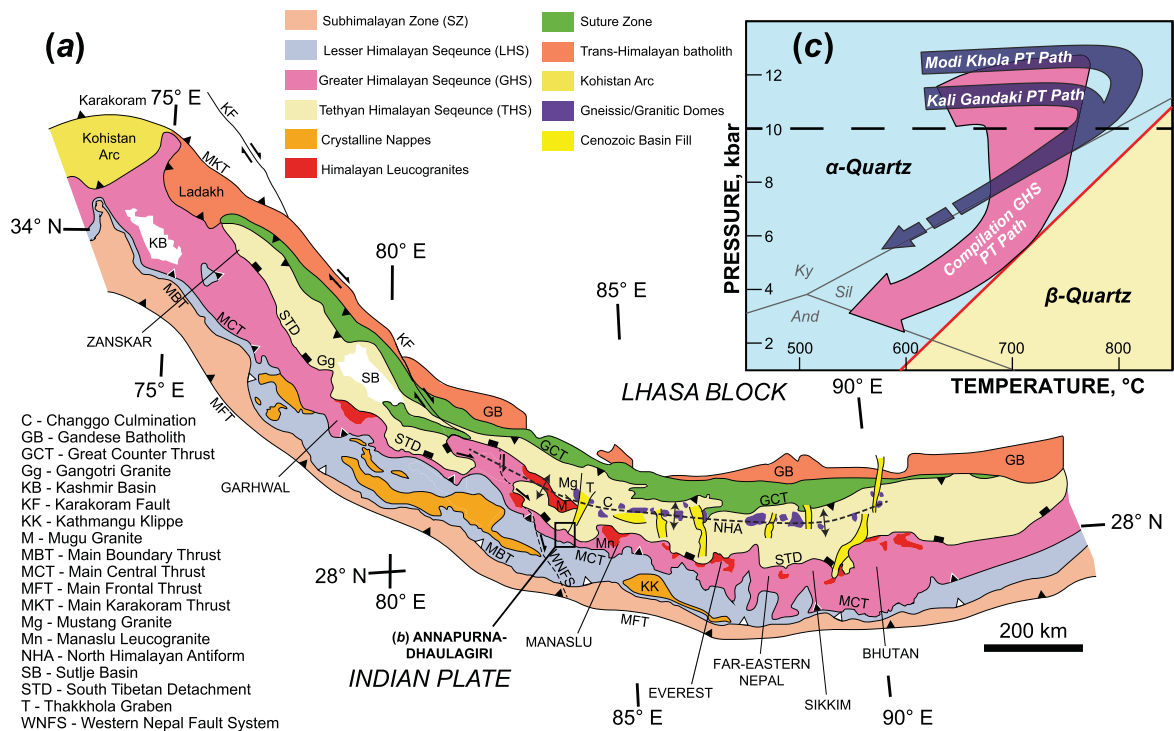 (a)
Subhimalayan Zone (SZ)
Lesser Himalayan Seqeunce (LHS)
Greater Himalayan Seqeunce (GHS)
Tethyan Himalayan Seqeunce (THS)
Crystalline Nappes
Himalayan Leucogranites
Suture Zone
Trans-Himalayan batholith
Kohistan Arc
Gneissic/Granitic Domes
Cenozoic Basin Fill
(c)
Modi Khola PT Path
Kali Gandaki PT Path
Compilation GHS
PT Path
α-Quartz
β-Quartz
Ky
Sil
And
PRESSURE, kbar
12
10
8
6
4
2
500
600
700
800
TEMPERATURE, °C
Karakoram
75° E
KF
Kohistan
Arc
MKT
Ladakh
34° N
KB
80° E
85° E
90° E
MBT
MCT
STD
ZANSKAR
Gg
KF
SB
75° E
MFT
LHASA BLOCK
GB
STD
GCT
GARHWAL
GB
GB
Mg
T
M
C
GCT
NHA
Mn
STD
MCT
MBT
WNFS
28° N
28° N
80° E
KK
MCT
MFT
(b) ANNAPURNA-
DHAULAGIRI
MANASLU
INDIAN PLATE
EVEREST
FAR-EASTERN
NEPAL
SIKKIM
BHUTAN
200 km
85° E
90° E
C - Changgo Culmination
GB - Gandese Batholith
GCT - Great Counter Thrust
Gg - Gangotri Granite
KB - Kashmir Basin
KF - Karakoram Fault
KK - Kathmangu Klippe
M - Mugu Granite
MBT - Main Boundary Thrust
MCT - Main Central Thrust
MFT - Main Frontal Thrust
MKT - Main Karakoram Thrust
Mg - Mustang Granite
Mn - Manaslu Leucogranite
NHA - North Himalayan Antiform
SB - Sutlje Basin
STD - South Tibetan Detachment
T - Thakkhola Graben
WNFS - Western Nepal Fault System